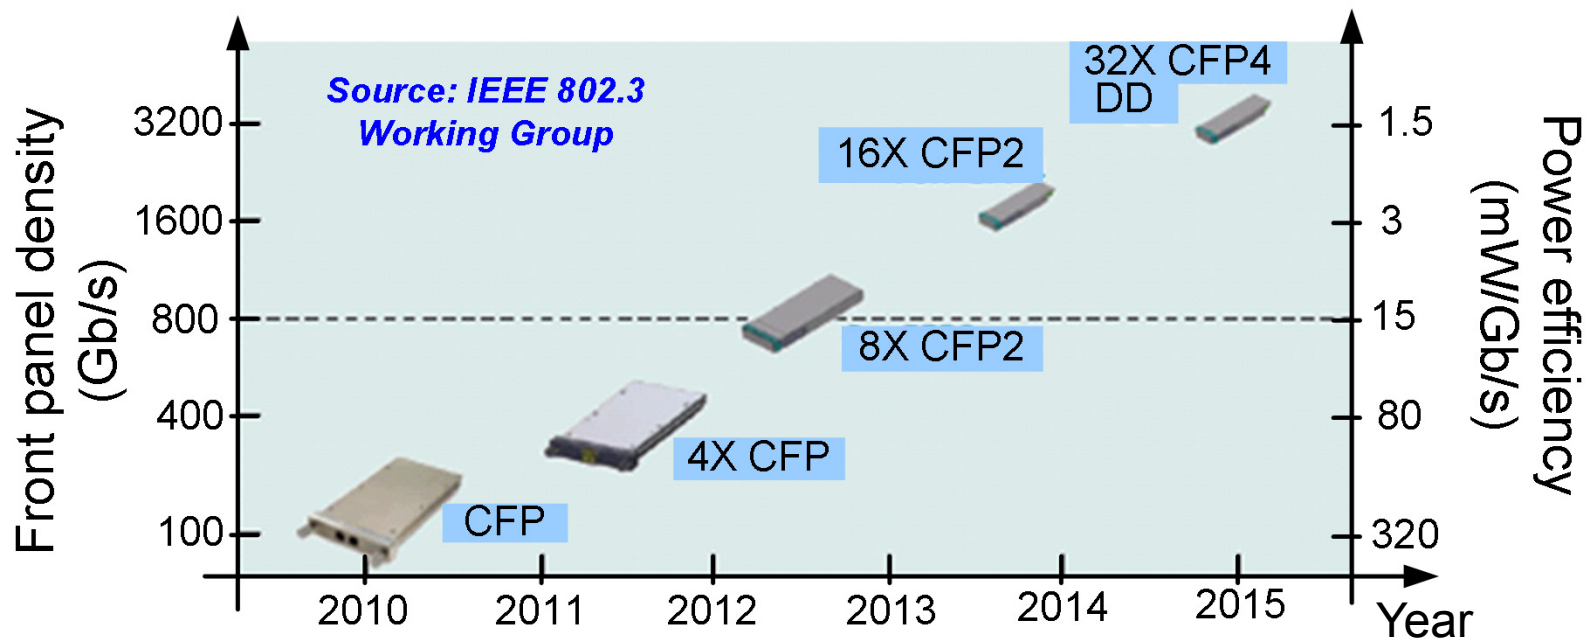 Source: IEEE 802.3
Working Group
32X CFP4
DD
16X CFP2
8X CFP2
4X CFP
CFP
Front panel density
(Gb/s)
3200
1600
800
400
100
1.5
3
15
80
320
Power efficiency
(mW/Gb/s)
2010
2011
2012
2013
2014
2015
Year